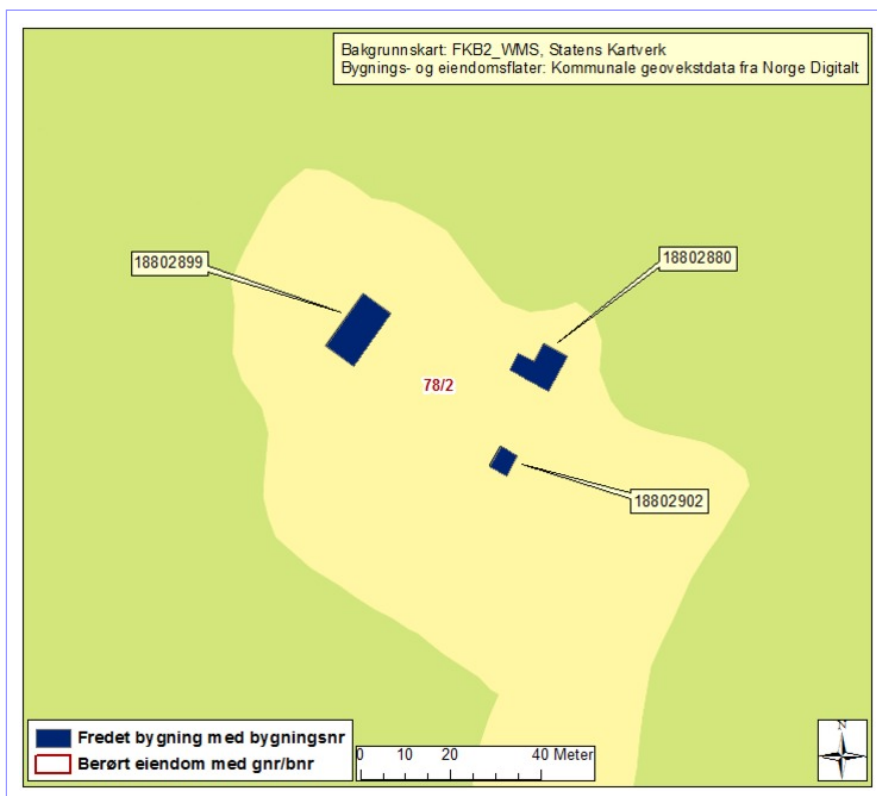 Bakgrunnskart: FKB2_WMS, Statens Kartverk
Bygnings- og eiendomsflater: Kommunale geovekstdata fra Norge Digitalt
18802899
18802880
78/2
18802902
Fredet bygning med bygningsnr
Berørt eiendom med gnr/bnr
0 10 20 40 Meter
N